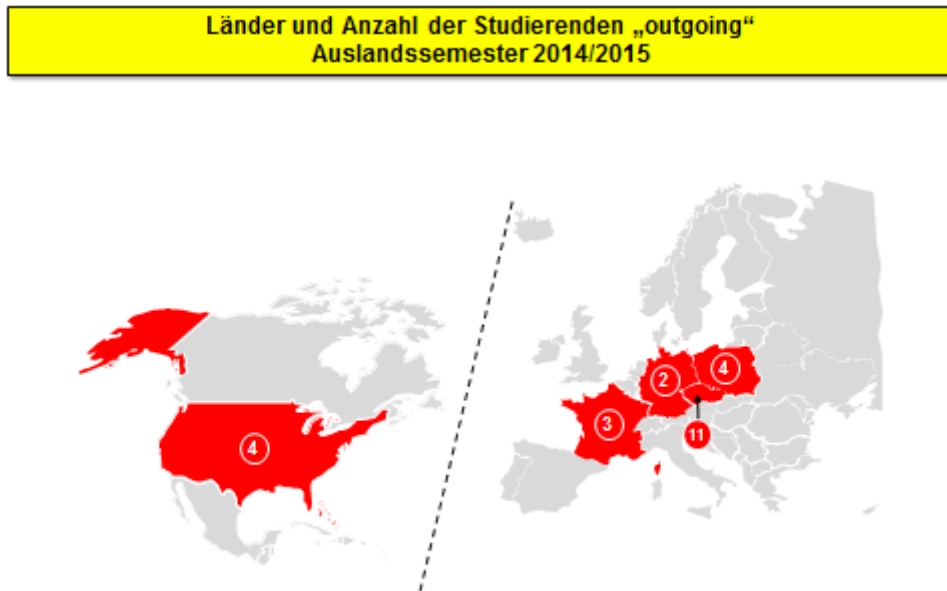 Länder und Anzahl der Studierenden „outgoing“
Auslandssemester 2014/2015
2
4
3
11
4